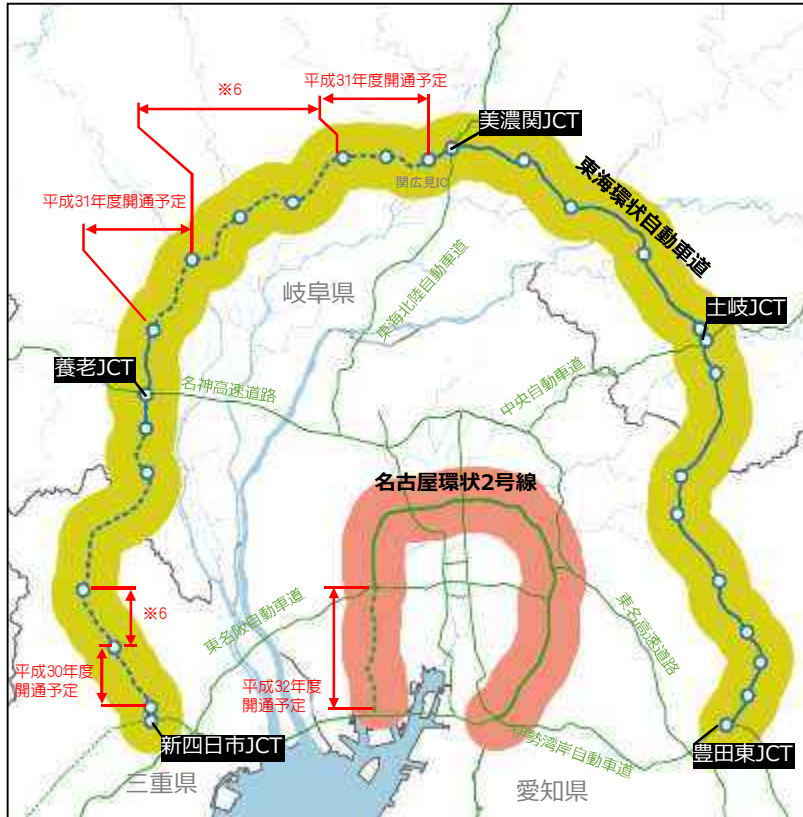 ※6
平成31年度開通予定
美濃関JCT
関広見IC
東海環状自動車道
平成31年度開通予定
岐阜県
東海北陸自動車道
土岐JCT
養老JCT
名神高速道路
中央自動車道
名古屋環状2号線
※6
東名阪自動車道
東名高速道路
平成30年度
開通予定
平成32年度
開通予定
新四日市JCT
伊勢湾岸自動車道
豊田東JCT
三重県
愛知県